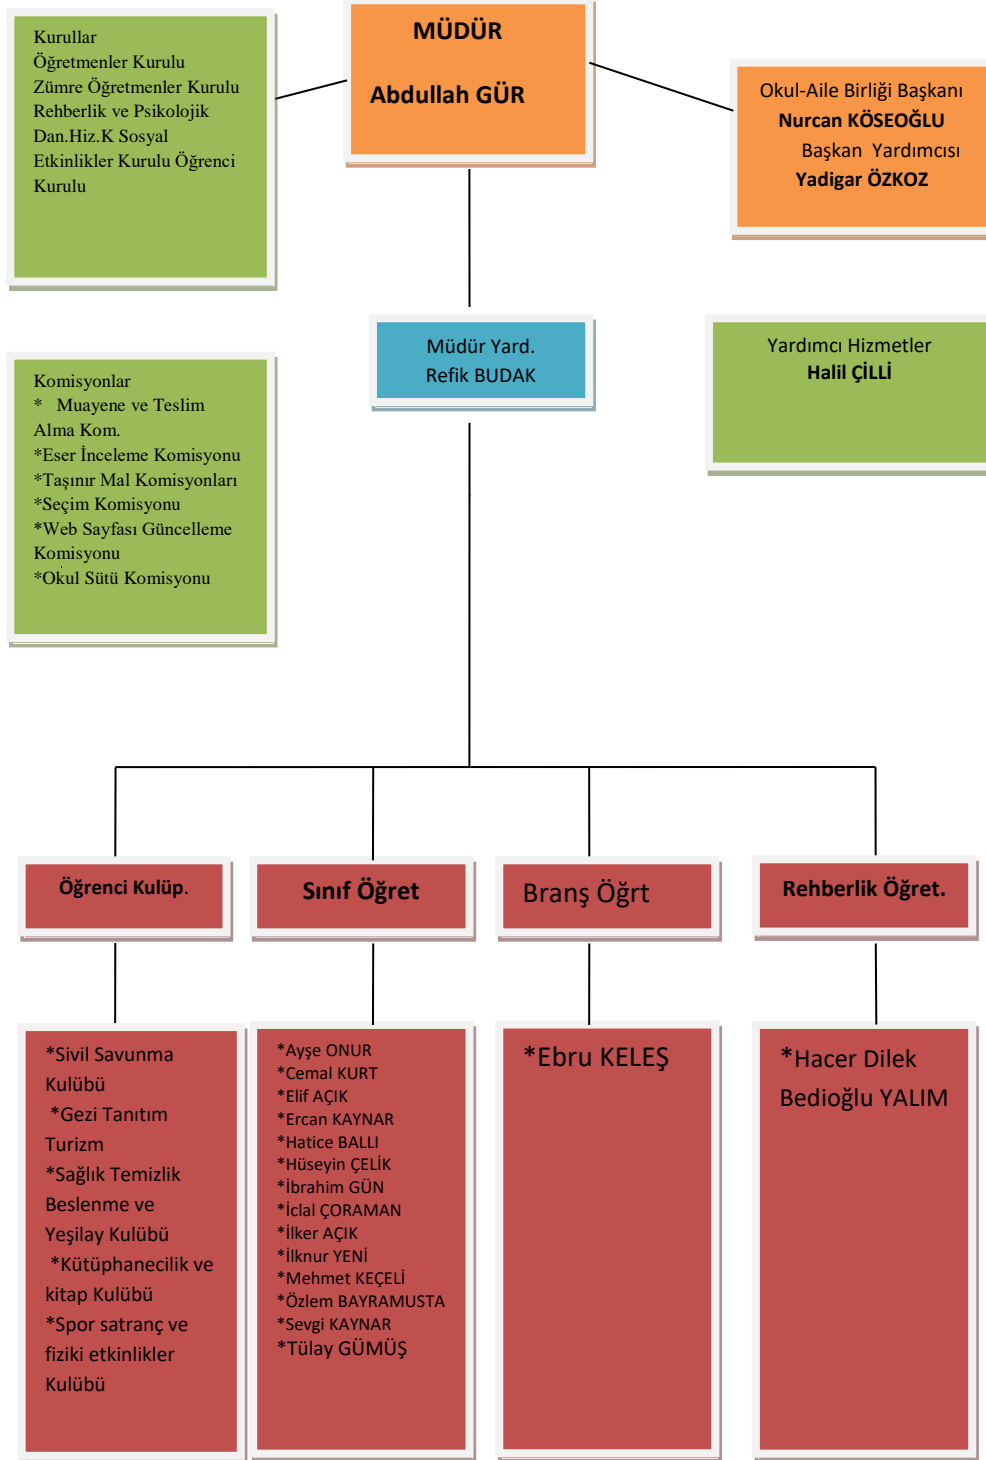 Kurullar
Öğretmenler Kurulu
Zümre Öğretmenler Kurulu
Rehberlik ve Psikolojik
Dan.Hiz.K Sosyal
Etkinlikler Kurulu Öğrenci
Kurulu
MÜDÜR
Abdullah GÜR
Okul-Aile Birliği Başkanı
Nurcan KÖSEOĞLU
Başkan Yardımcısı
Yadigar ÖZKOZ
Müdür Yard.
Refik BUDAK
Yardımcı Hizmetler
Halil ÇİLLİ
Komisyonlar
* Muayene ve Teslim
Alma Kom.
*Eser İnceleme Komisyonu
*Taşınır Mal Komisyonları
*Seçim Komisyonu
*Web Sayfası Güncelleme
Komisyonu
*Okul Sütü Komisyonu
Öğrenci Kulüp.
Sınıf Öğret
Branş Öğrt
Rehberlik Öğret.
*Sivil Savunma
Kulübü
*Gezi Tanıtım
Turizm
*Sağlık Temizlik
Beslenme ve
Yeşilay Kulübü
*Kütüphanecilik ve
kitap Kulübü
*Spor satranç ve
fiziki etkinlikler
Kulübü
*Ayşe ONUR
*Cemal KURT
*Elif AÇIK
*Ercan KAYNAR
*Hatice BALLI
*Hüseyin ÇELİK
*İbrahim GÜN
*İclal ÇORAMAN
*İlker AÇIK
*İlknur YENİ
*Mehmet KEÇELİ
*Özlem BAYRAMUSTA
*Sevgi KAYNAR
*Tülay GÜMÜŞ
*Ebru KELEŞ
*Hacer Dilek
Bedioğlu YALIM